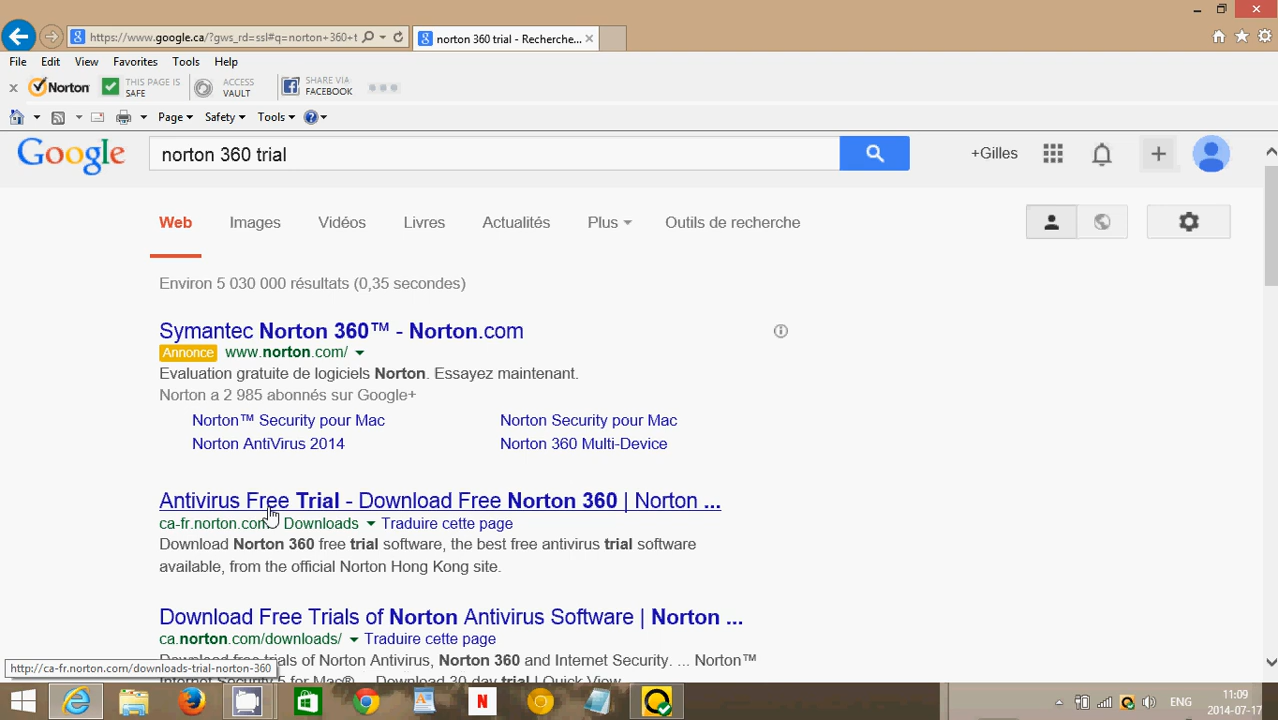 https://www.google.ca/?gws_rd=ssl#q=norton+360+t
norton 360 trial - Recherche...
File Edit View Favorites Tools Help
Norton THIS PAGE IS SAFE ACCESS VAULT SHARE VIA FACEBOOK
Page Safety Tools
Google norton 360 trial +Gilles
Web Images Vidéos Livres Actualités Plus Outils de recherche
Environ 5 030 000 résultats (0,35 secondes)
Symantec Norton 360™ - Norton.com
Annonce www.norton.com/
Evaluation gratuite de logiciels Norton. Essayez maintenant.
Norton a 2 985 abonnés sur Google+
Norton™ Security pour Mac Norton Security pour Mac
Norton AntiVirus 2014 Norton 360 Multi-Device
Antivirus Free Trial - Download Free Norton 360 | Norton ...
ca-fr.norton.com Downloads Traduire cette page
Download Norton 360 free trial software, the best free antivirus trial software
available, from the official Norton Hong Kong site.
Download Free Trials of Norton Antivirus Software | Norton ...
ca.norton.com/downloads/ Traduire cette page
Download free trials of Norton Antivirus, Norton 360 and Internet Security. ... Norton™
Internet Security 5 for Mac® ... Download 30-day trial | Quick View
http://ca-fr.norton.com/downloads-trial-norton-360
N ENG 11:09
2014-07-17